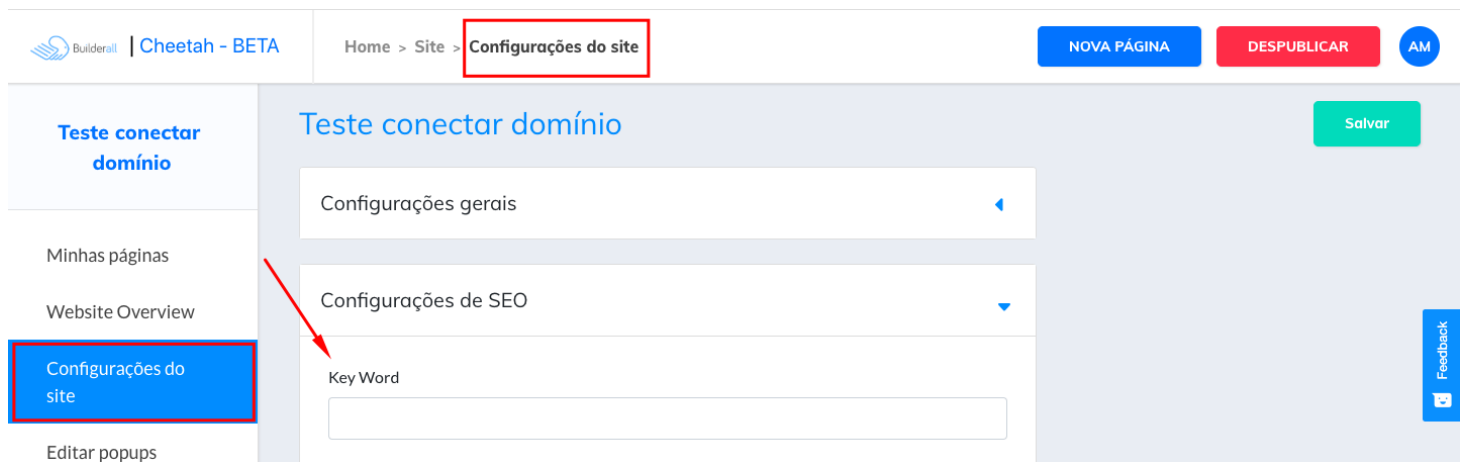 Builderall | Cheetah - BETA
Home > Site > Configurações do site
NOVA PÁGINA
DESPUBLICAR
AM
Teste conectar
domínio
Minhas páginas
Website Overview
Configurações do
site
Editar popups
Teste conectar domínio
Salvar
Configurações gerais
Configurações de SEO
Key Word
Feedback